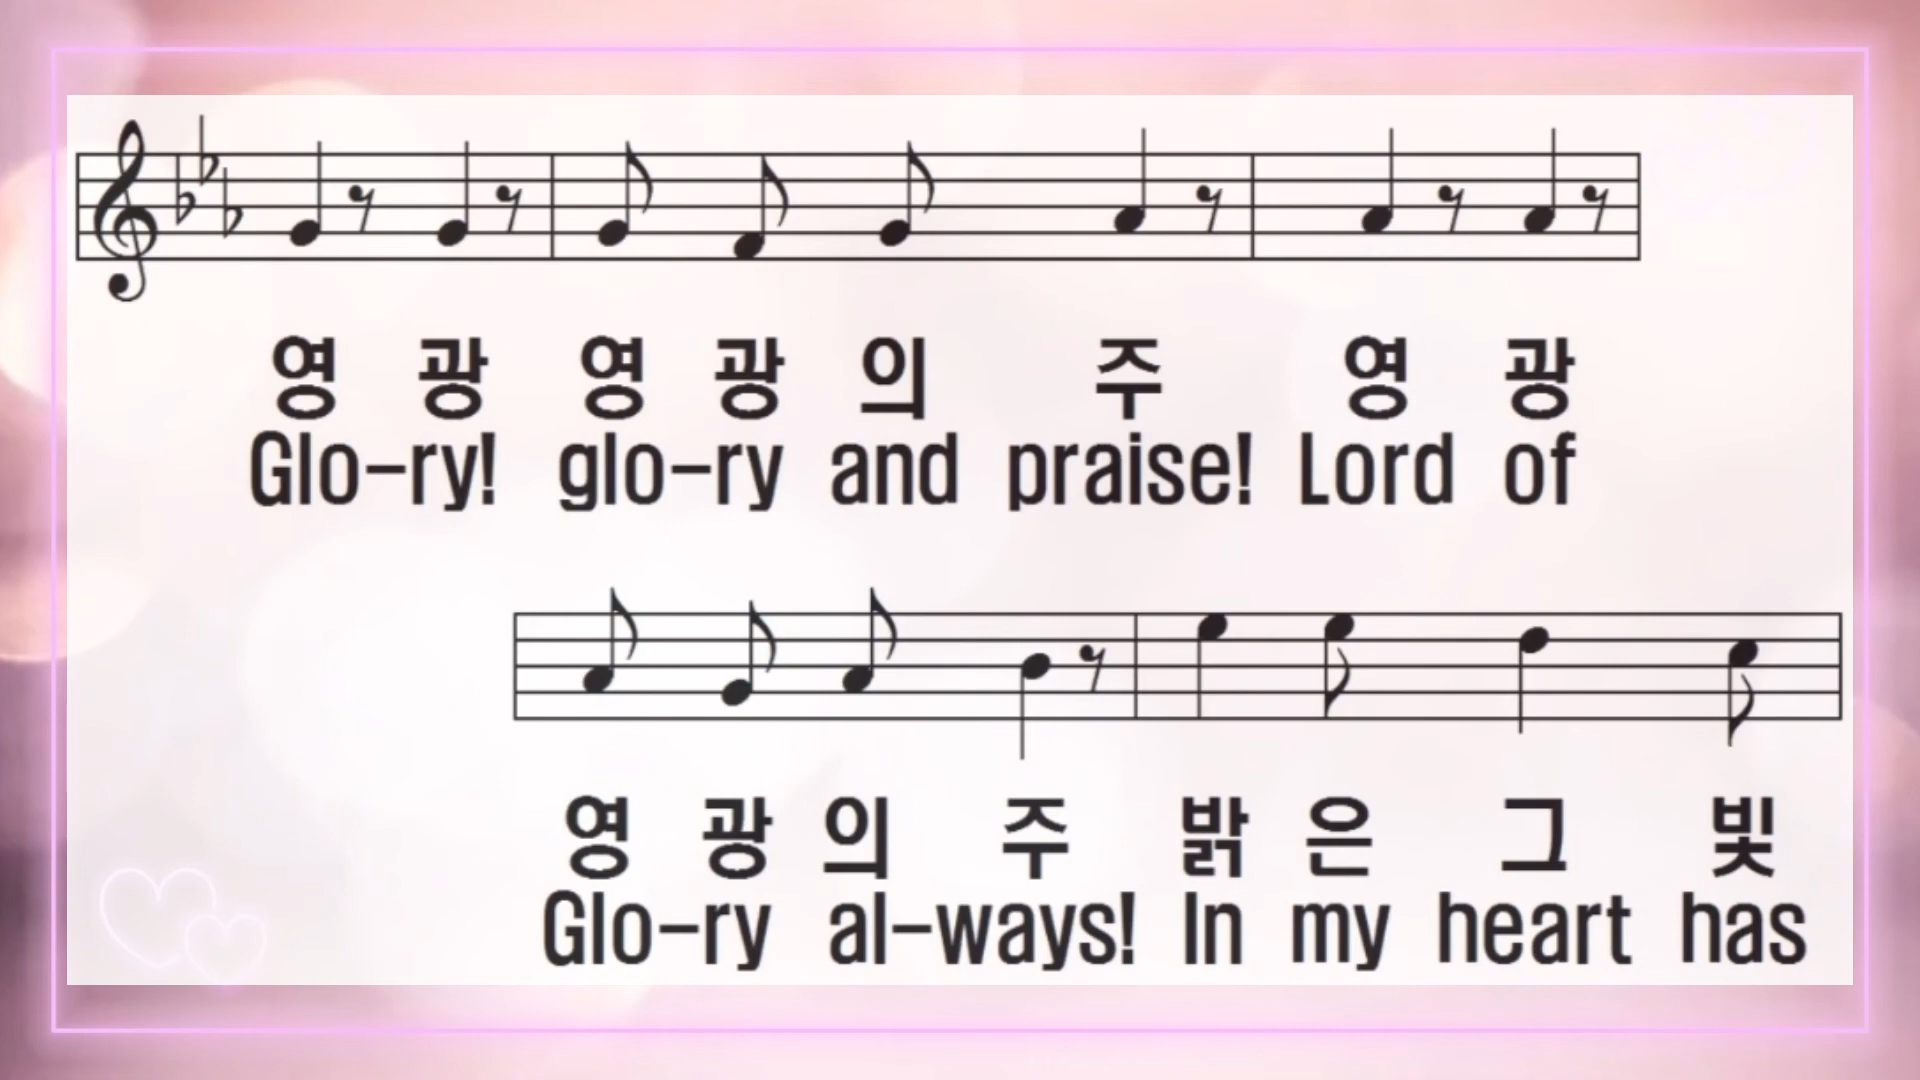 영 광 영 광 의 주 영 광
Glo-ry! glo-ry and praise! Lord of
영 광 의 주 밝 은 그 빛
Glo-ry al-ways! In my heart has